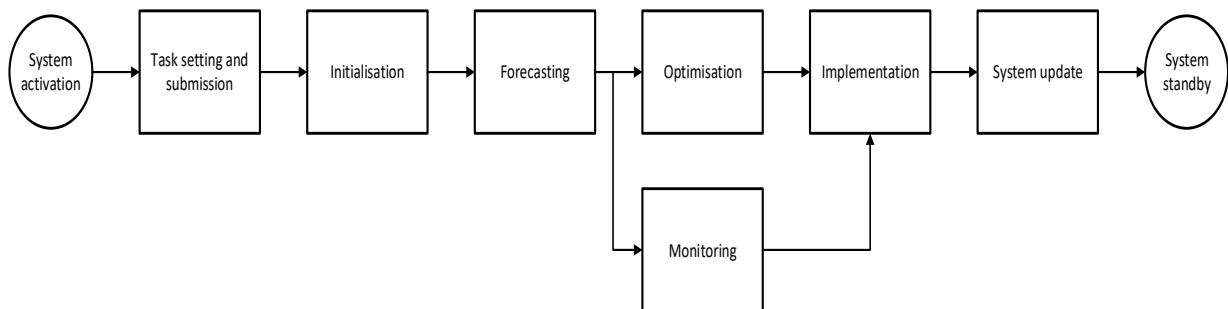 System
activation
Task setting and
submission
Initialisation
Forecasting
Optimisation
Implementation
System update
System
standby
Monitoring